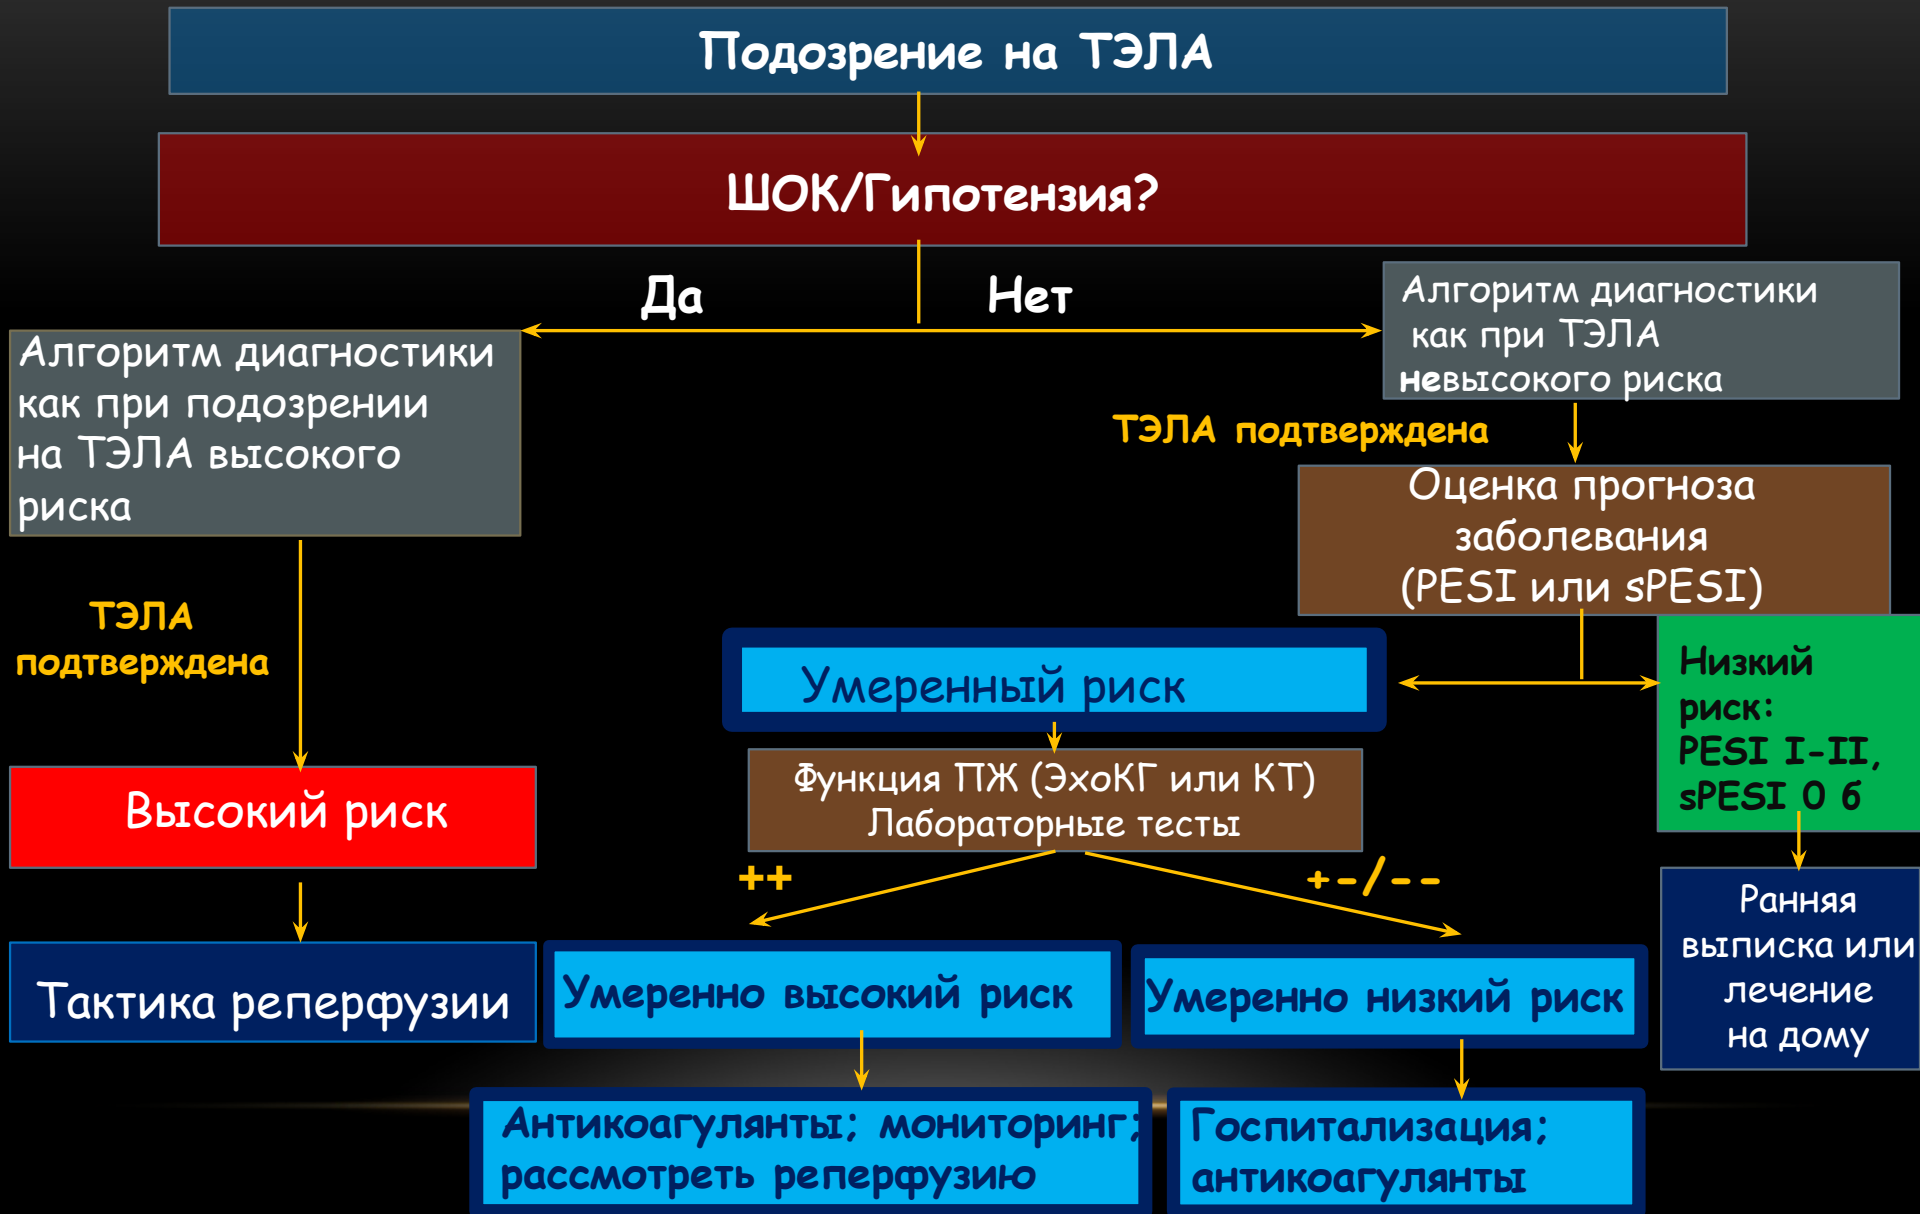 Подозрение на ТЭЛА
ШОК/Гипотензия?
Да
Нет
Алгоритм диагностики
как при подозрении
на ТЭЛА высокого
риска
Алгоритм диагностики
как при ТЭЛА
невысокого риска
ТЭЛА подтверждена
Оценка прогноза
заболевания
(PESI или sPESI)
ТЭЛА
подтверждена
Умеренный риск
Низкий
риск:
PESI I-II,
sPESI 0 б
Функция ПЖ (ЭхоКГ или КТ)
Лабораторные тесты
Высокий риск
++
+-/--
Ранняя
выписка или
лечение
на дому
Тактика реперфузии
Умеренно высокий риск
Умеренно низкий риск
Антикоагулянты; мониторинг;
рассмотреть реперфузию
Госпитализация;
антикоагулянты